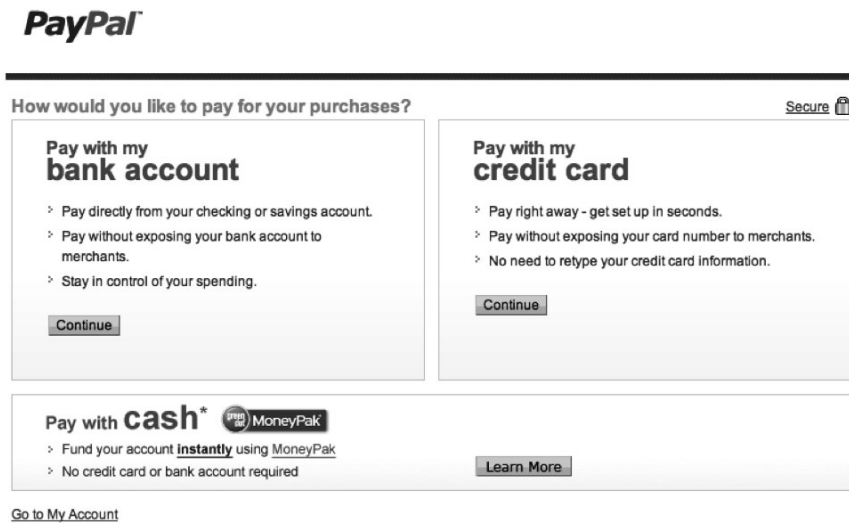 PayPal™
How would you like to pay for your purchases?
Secure
Pay with my
bank account
Pay directly from your checking or savings account.
Pay without exposing your bank account to
merchants.
Stay in control of your spending.
Continue
Pay with my
credit card
Pay right away - get set up in seconds.
Pay without exposing your card number to merchants.
No need to retype your credit card information.
Continue
Pay with cash* green dot MoneyPak
Fund your account instantly using MoneyPak
No credit card or bank account required
Learn More
Go to My Account